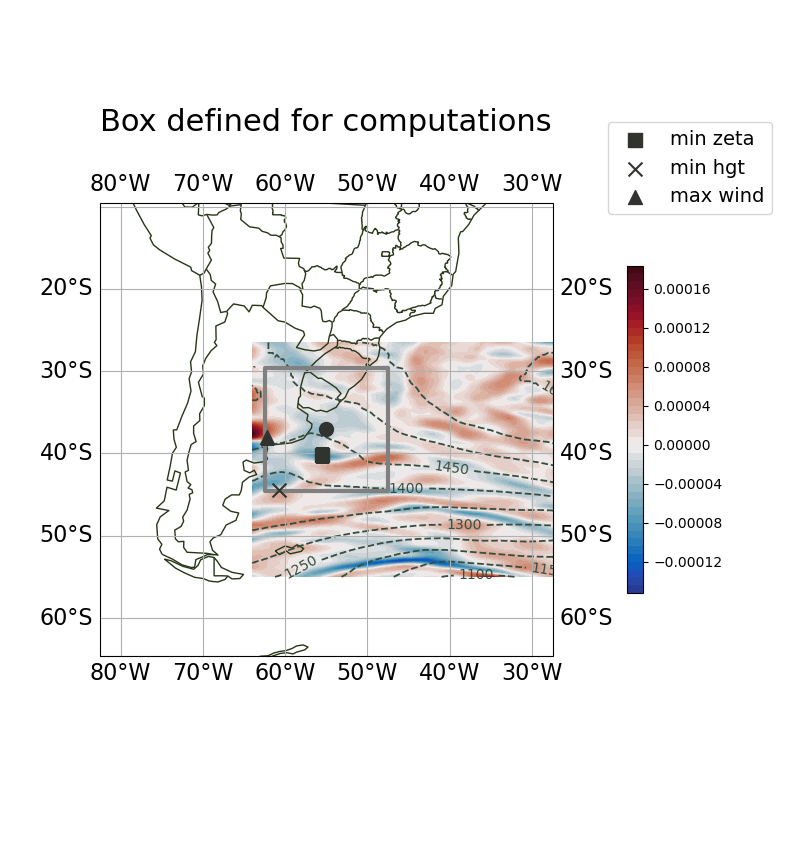 Box defined for computations
min zeta
min hgt
max wind
80°W 70°W 60°W 50°W 40°W 30°W
20°S 20°S
30°S 30°S
40°S 40°S
50°S 50°S
60°S 60°S
80°W 70°W 60°W 50°W 40°W 30°W
1450
1400
1300
1250
1100
0.00016
0.00012
0.00008
0.00004
0.00000
−0.00004
−0.00008
−0.00012